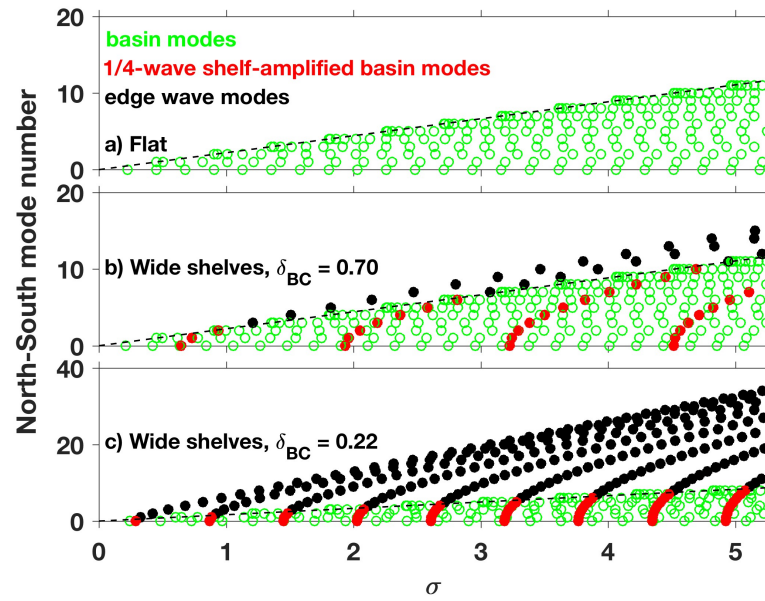 20
basin modes
1/4-wave shelf-amplified basin modes
edge wave modes
10
a) Flat
0
20
b) Wide shelves, δBC = 0.70
10
0
40
c) Wide shelves, δBC = 0.22
20
0
0 1 2 3 4 5
σ
North-South mode number